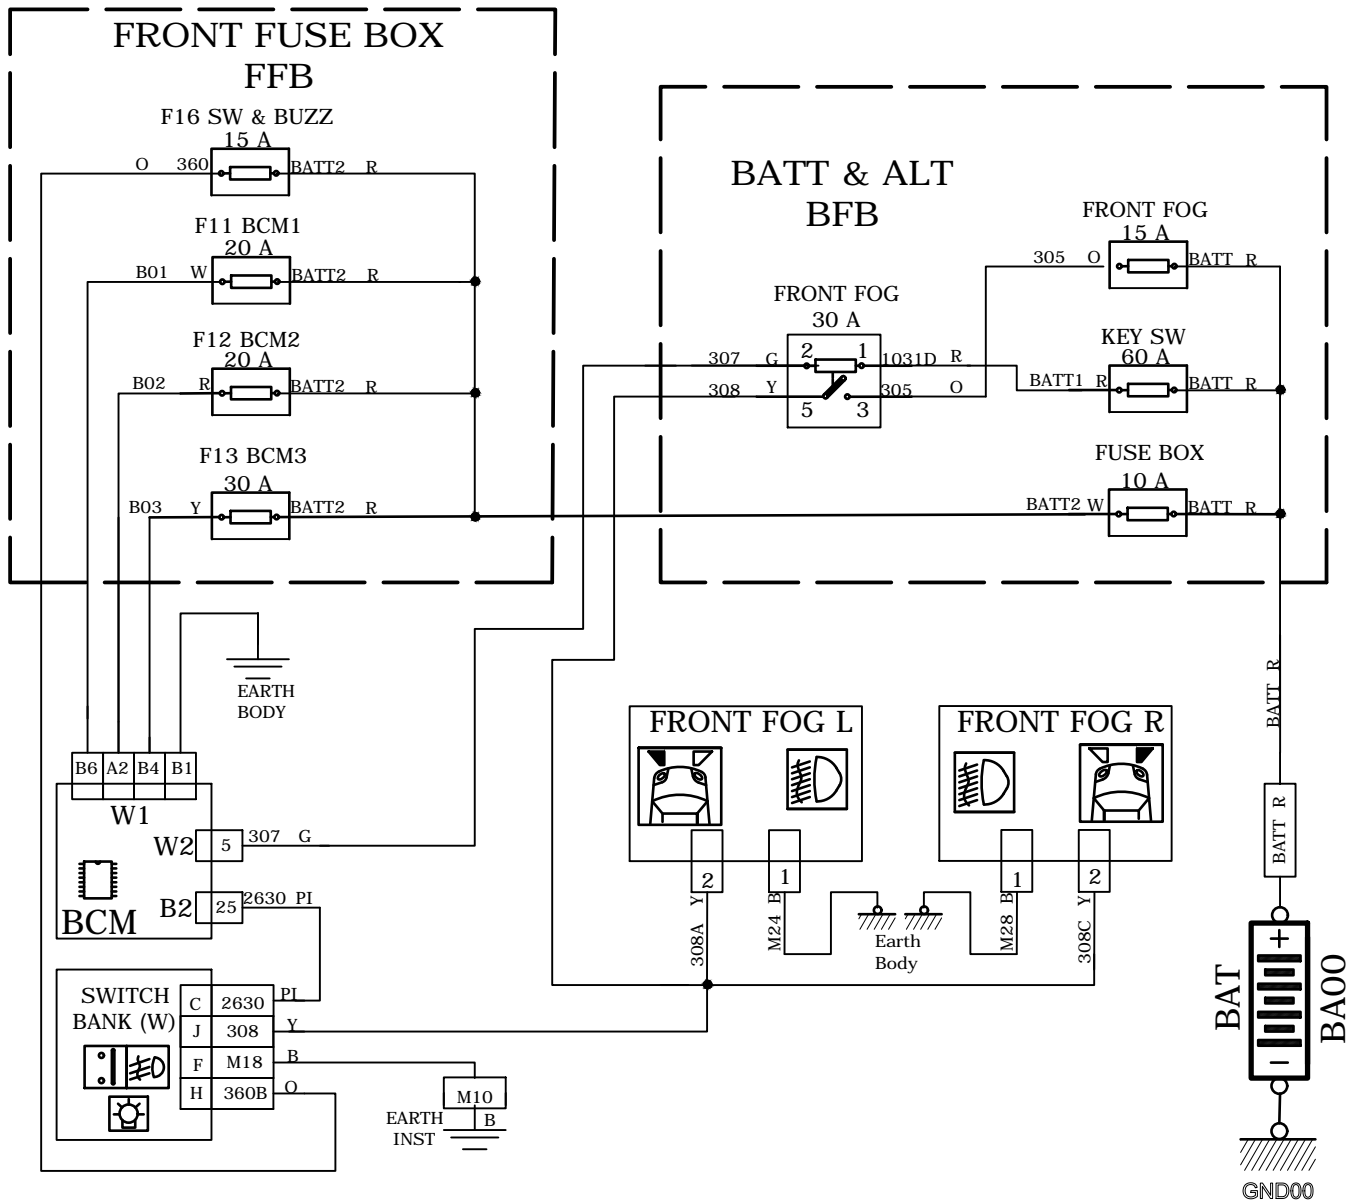 FRONT FUSE BOX
FFB
F16 SW & BUZZ
15 A
O 360 BATT2 R
F11 BCM1
20 A
B01 W BATT2 R
F12 BCM2
20 A
B02 R BATT2 R
F13 BCM3
30 A
B03 Y BATT2 R
BATT & ALT
BFB
FRONT FOG
15 A
305 O BATT R
FRONT FOG
30 A
307 G 2 1 1031D R
308 Y 5 3 305 O
KEY SW
60 A
BATT1 R BATT R
FUSE BOX
10 A
BATT2 W BATT R
EARTH
BODY
B6 A2 B4 B1
W1
W2 5 307 G
B2 25 2630 PI
BCM
SWITCH
BANK (W)
C 2630 PI
J 308 Y
F M18 B
H 360B O
M10
B
EARTH
INST
FRONT FOG L
2 1
Y B
308A M24
FRONT FOG R
1 2
B Y
M28 308C
Earth
Body
BATT R
BATT R
+
BAT BA00
−
GND00